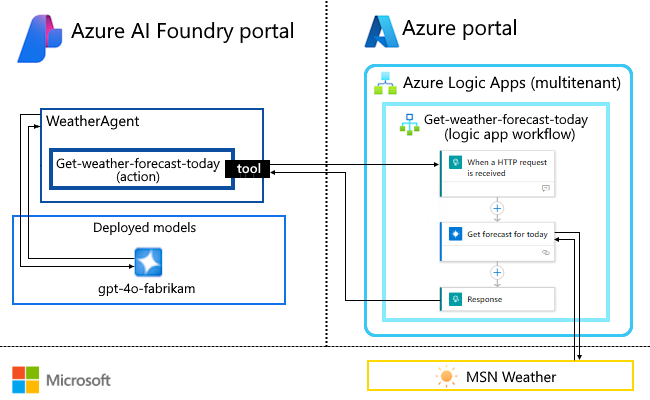 Azure AI Foundry portal
Azure portal
Azure Logic Apps (multitenant)
WeatherAgent
Get-weather-forecast-today
(action)
tool
Get-weather-forecast-today
(logic app workflow)
When a HTTP request
is received
Get forecast for today
Response
Deployed models
gpt-4o-fabrikam
Microsoft
MSN Weather